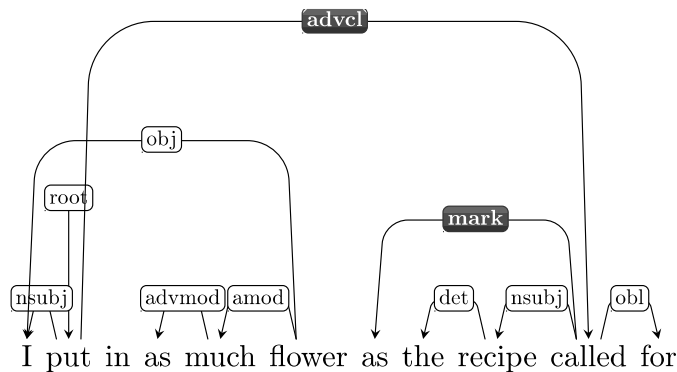 advcl
obj
root
mark
nsubj advmod amod det nsubj obl
I put in as much flower as the recipe called for